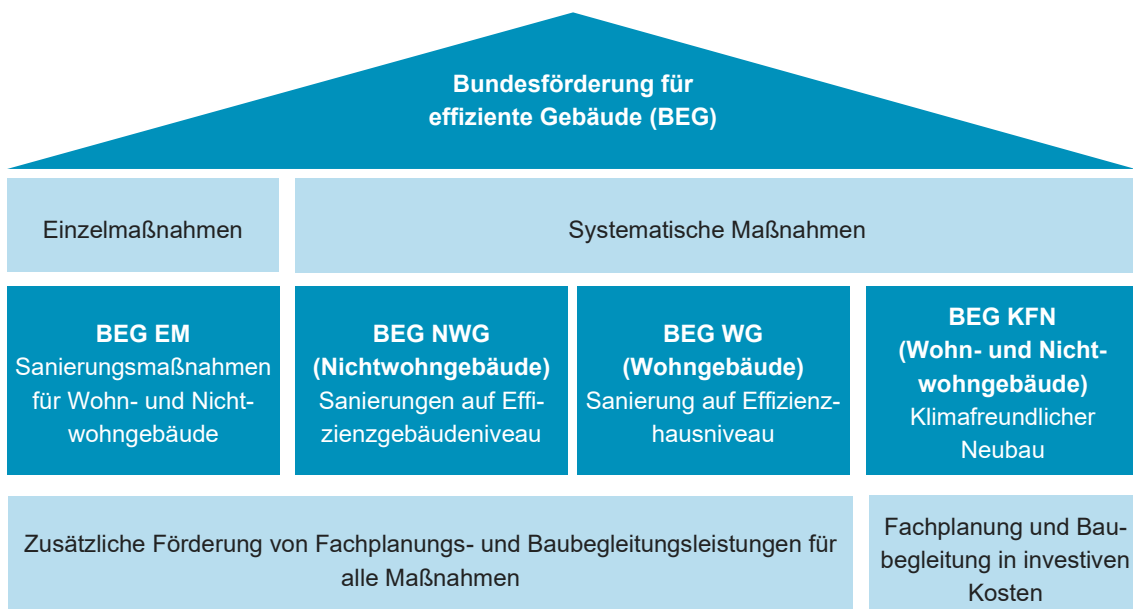 Bundesförderung für
effiziente Gebäude (BEG)
Einzelmaßnahmen
Systematische Maßnahmen
BEG EM
Sanierungsmaßnahmen
für Wohn- und Nicht-
wohngebäude
BEG NWG
(Nichtwohngebäude)
Sanierungen auf Effi-
zienzgebäudeniveau
BEG WG
(Wohngebäude)
Sanierung auf Effizienz-
hausniveau
BEG KFN
(Wohn- und Nicht-
wohngebäude)
Klimafreundlicher
Neubau
Zusätzliche Förderung von Fachplanungs- und Baubegleitungsleistungen für
alle Maßnahmen
Fachplanung und Bau-
begleitung in investiven
Kosten